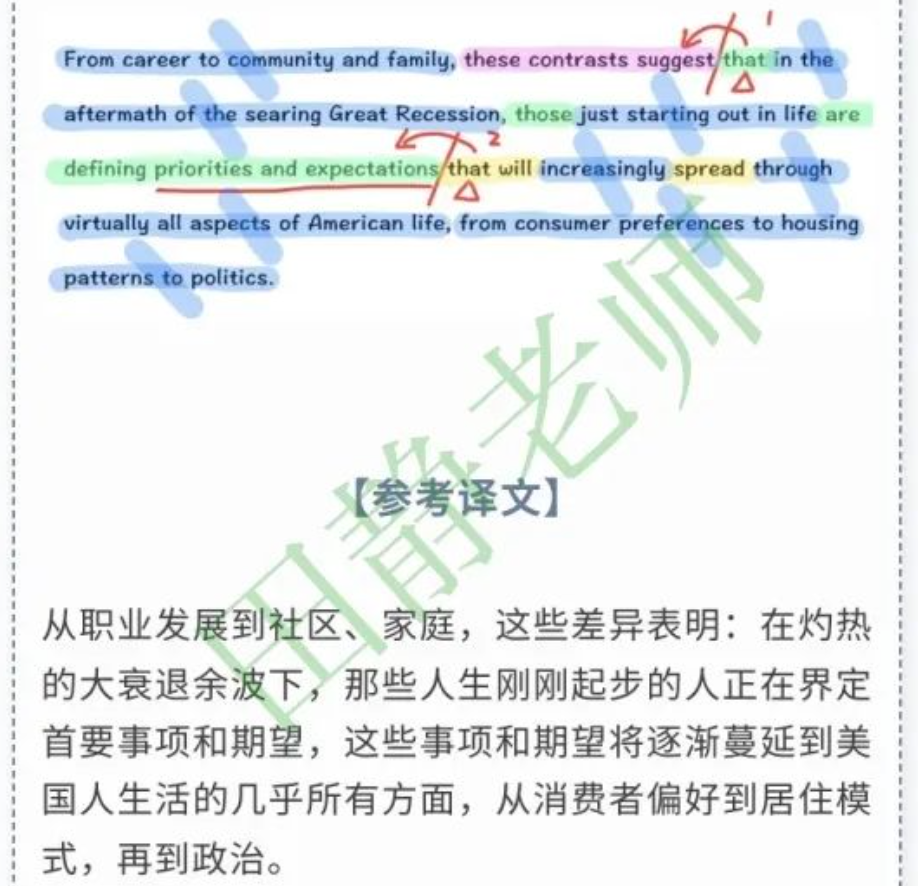 From career to community and family, these contrasts suggest that in the
aftermath of the searing Great Recession, those just starting out in life are
defining priorities and expectations that will increasingly spread through
virtually all aspects of American life, from consumer preferences to housing
patterns to politics.
1
2
田静老师
【参考译文】
从职业发展到社区、家庭，这些差异表明：在灼热
的大衰退余波下，那些人生刚刚起步的人正在界定
首要事项和期望，这些事项和期望将逐渐蔓延到美
国人生活的几乎所有方面，从消费者偏好到居住模
式，再到政治。